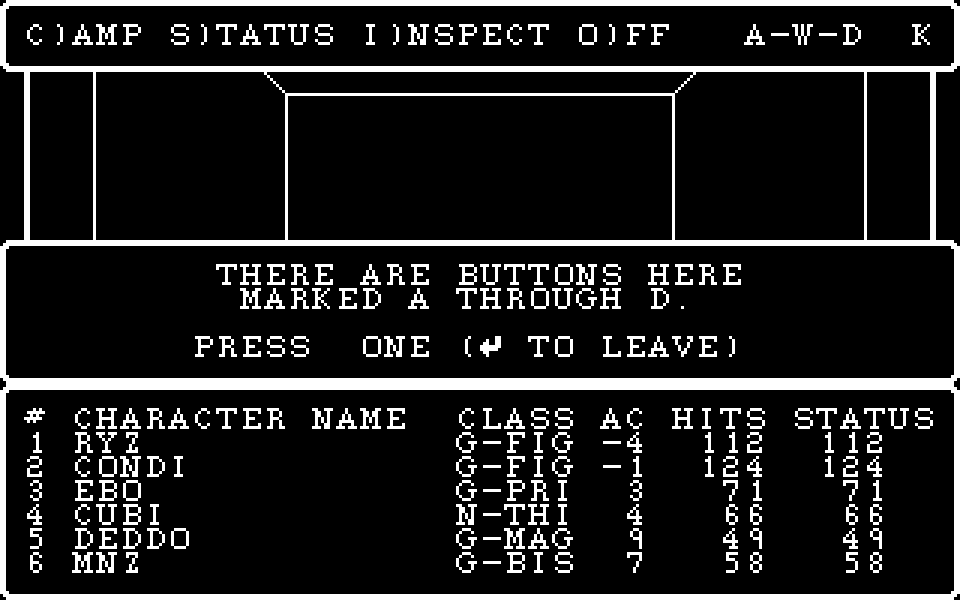 C)AMP S)TATUS I)NSPECT O)FF A-W-D K
THERE ARE BUTTONS HERE
MARKED A THROUGH D.
PRESS ONE (↵ TO LEAVE)
# CHARACTER NAME CLASS AC HITS STATUS
1 RYZ G-FIG -4 112 112
2 CONDI G-FIG -1 124 124
3 EBO G-PRI 3 71 71
4 CUBI N-THI 4 66 66
5 DEDDO G-MAG 9 49 49
6 MNZ G-BIS 7 58 58